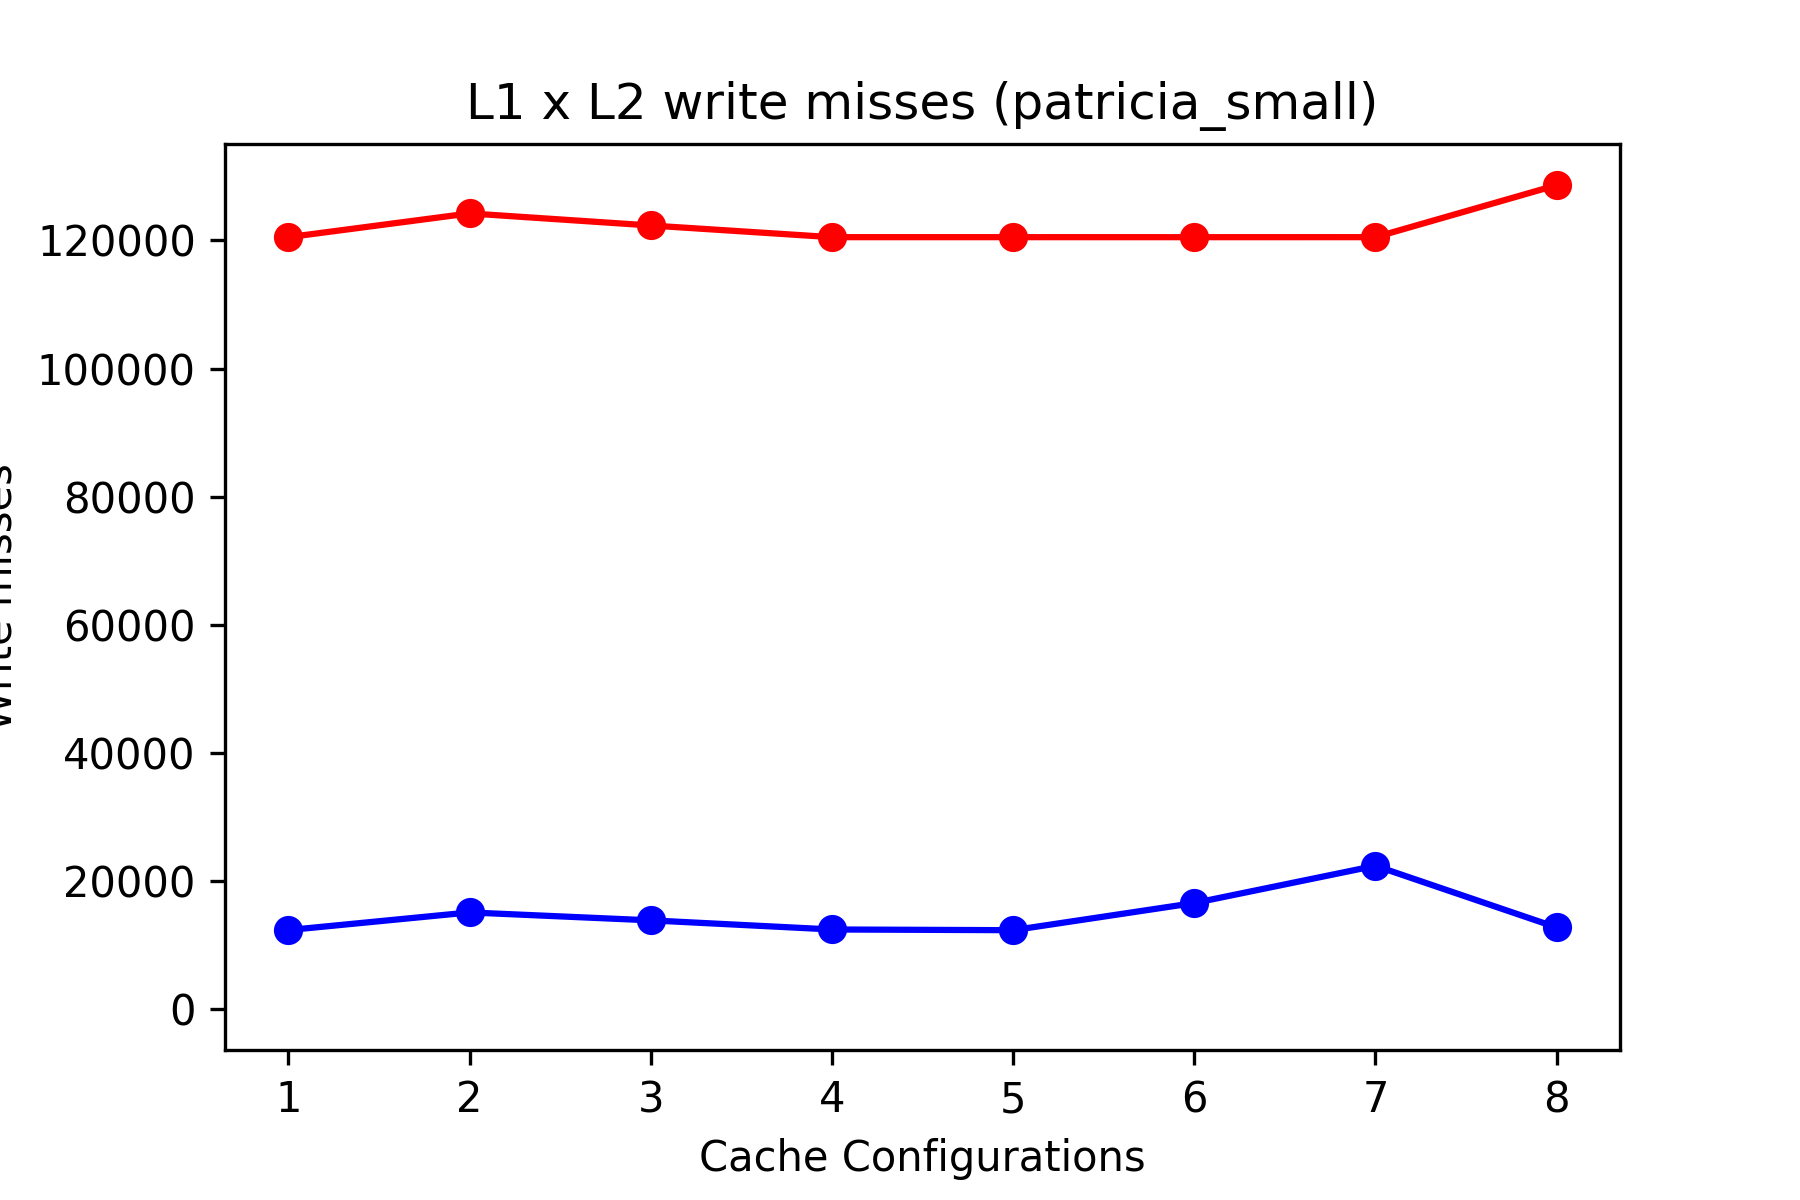 L1 x L2 write misses (patricia_small)
120000
100000
80000
60000
40000
20000
0
misses
1 2 3 4 5 6 7 8
Cache Configurations